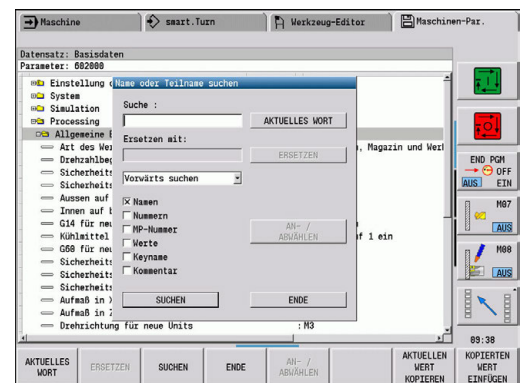 Maschine
smart.Turn
Werkzeug-Editor
Maschinen-Par.
Datensatz: Basisdaten
Parameter: 602000
Einstellung
System
Simulation
Processing
Allgemeine
Art des
Drehzahlbeg
Sicherheits
Sicherheits
Aussen auf
Innen auf
G14 für neu
Kühlmittel
G60 für neu
Sicherheits
Sicherheits
Sicherheits
Aufmaß in
Aufmaß in
Drehrichtung für neue Units : M3
, Magazin und
f 1 ein
Name oder Teilname suchen
Suche :
AKTUELLES WORT
Ersetzen mit:
ERSETZEN
Vorwärts suchen
Namen
Nummern
MP-Nummer
Werte
Keyname
Kommentar
AN- /
ABWÄHLEN
SUCHEN
ENDE
END PGM
OFF
AUS EIN
M07
AUS
M08
AUS
09:38
AKTUELLES
WORT
ERSETZEN
SUCHEN
ENDE
AN- /
ABWÄHLEN
AKTUELLEN
WERT
KOPIEREN
KOPIERTEN
WERT
EINFÜGEN